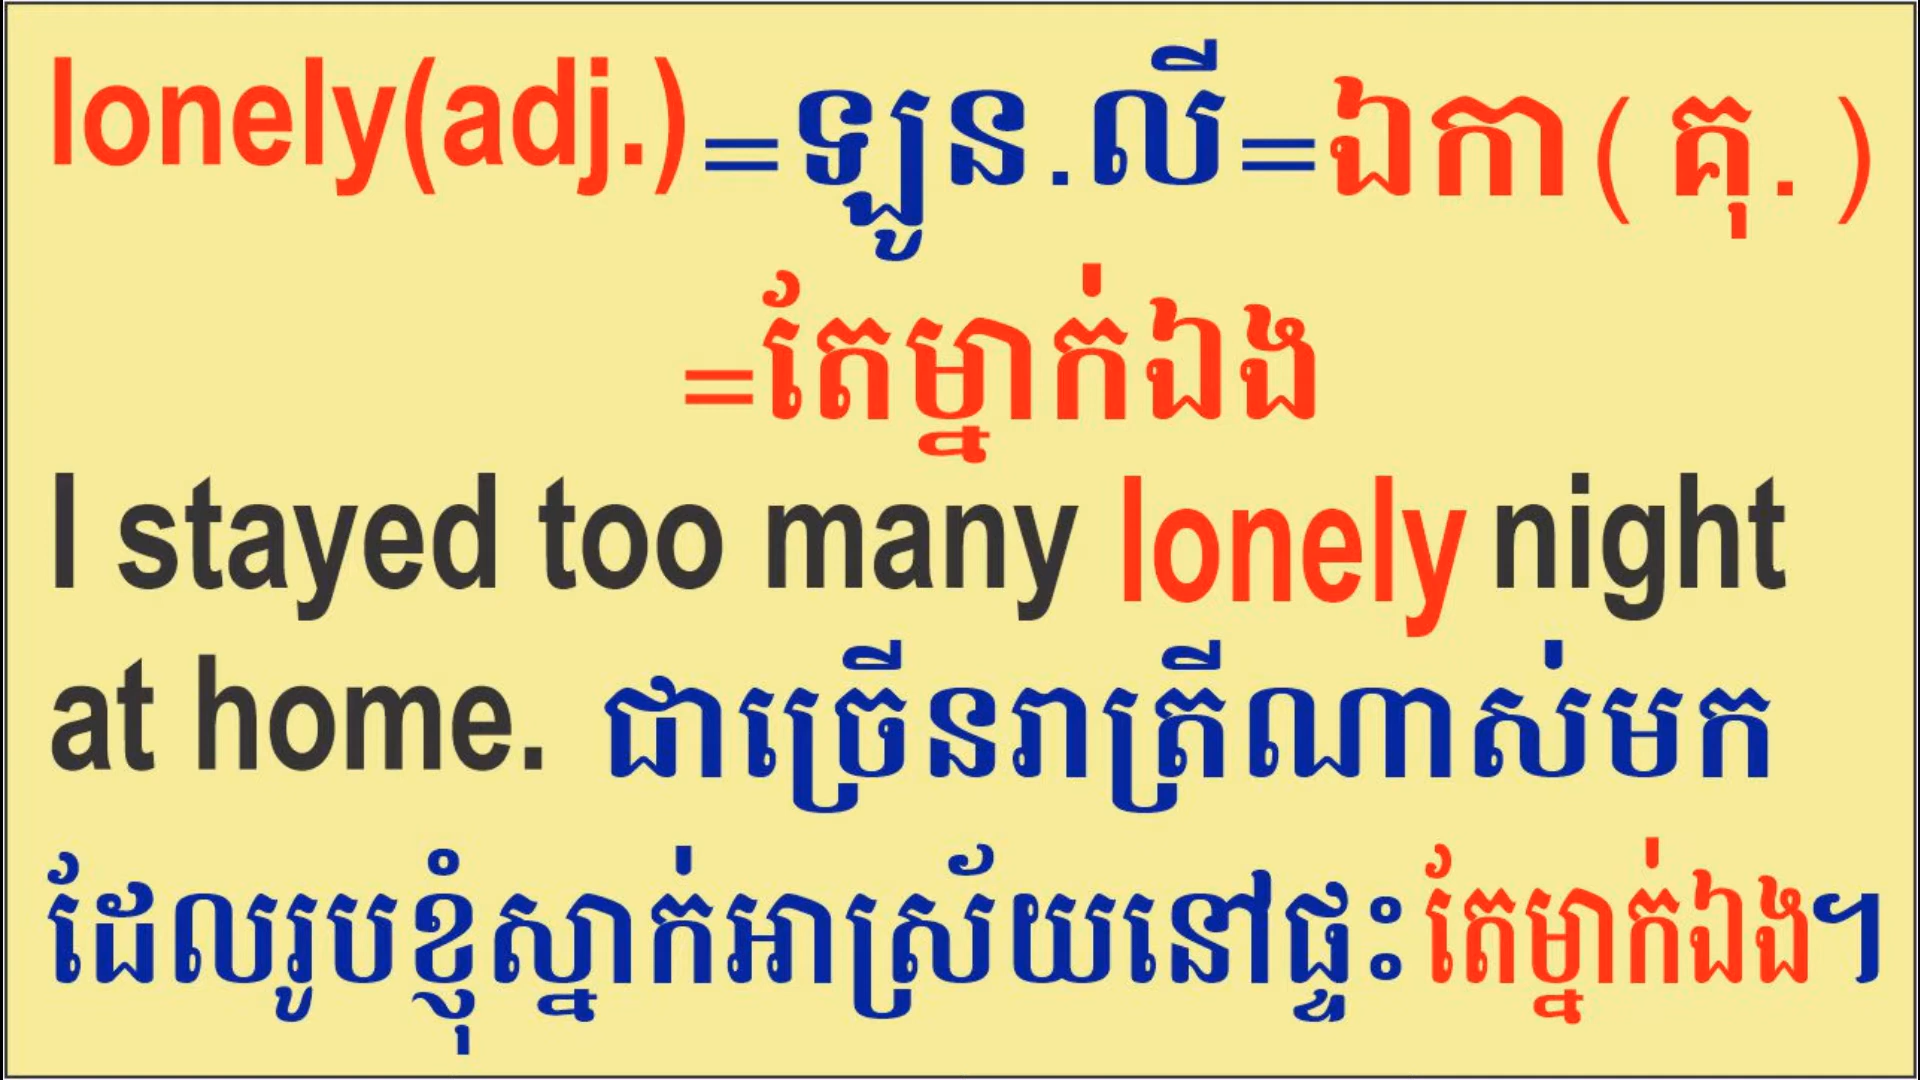 lonely(adj.)=ឡូន.លី=ឯកា(គុ.)
=តែម្នាក់ឯង
I stayed too many lonely night
at home. ជាច្រើនរាត្រីណាស់មក
ដែលរូបខ្ញុំស្នាក់អាស្រ័យនៅផ្ទះតែម្នាក់ឯង។